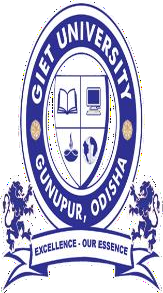 GIET UNIVERSITY
GUNUPUR, ODISHA
EXCELLENCE - OUR ESSENCE